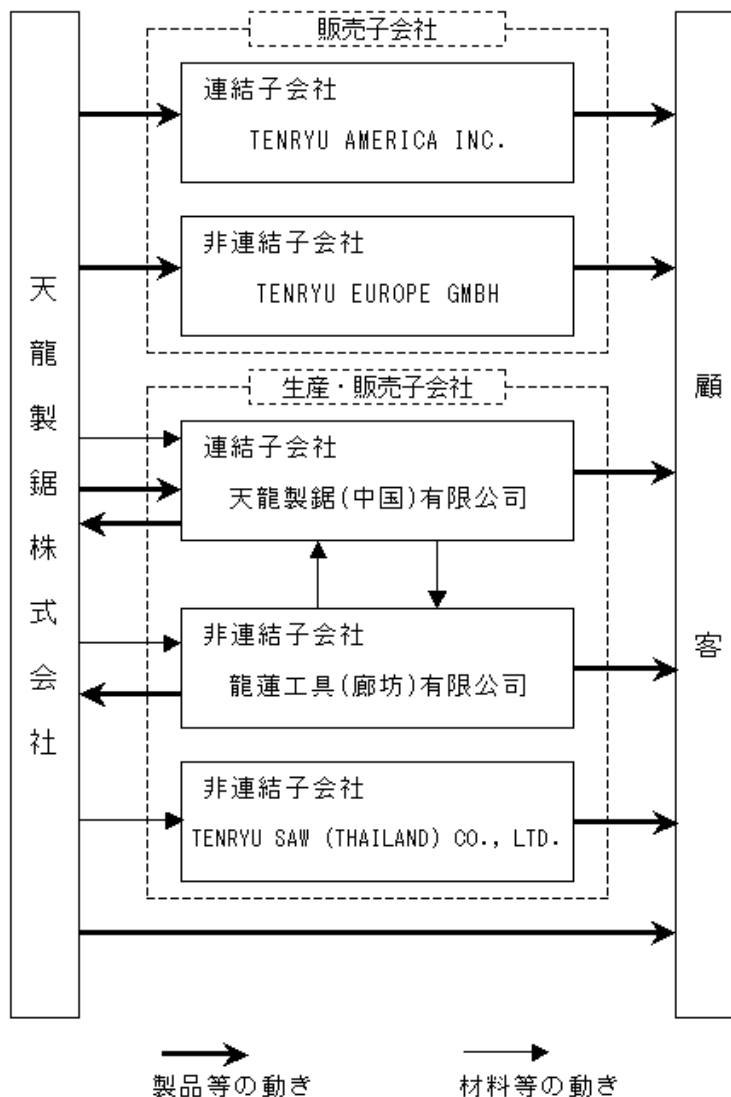 天龍製鋸株式会社
販売子会社
連結子会社
TENRYU AMERICA INC.
非連結子会社
TENRYU EUROPE GMBH
生産・販売子会社
連結子会社
天龍製鋸(中国)有限公司
非連結子会社
龍蓮工具(廊坊)有限公司
非連結子会社
TENRYU SAW (THAILAND) CO., LTD.
顧客
製品等の動き
材料等の動き